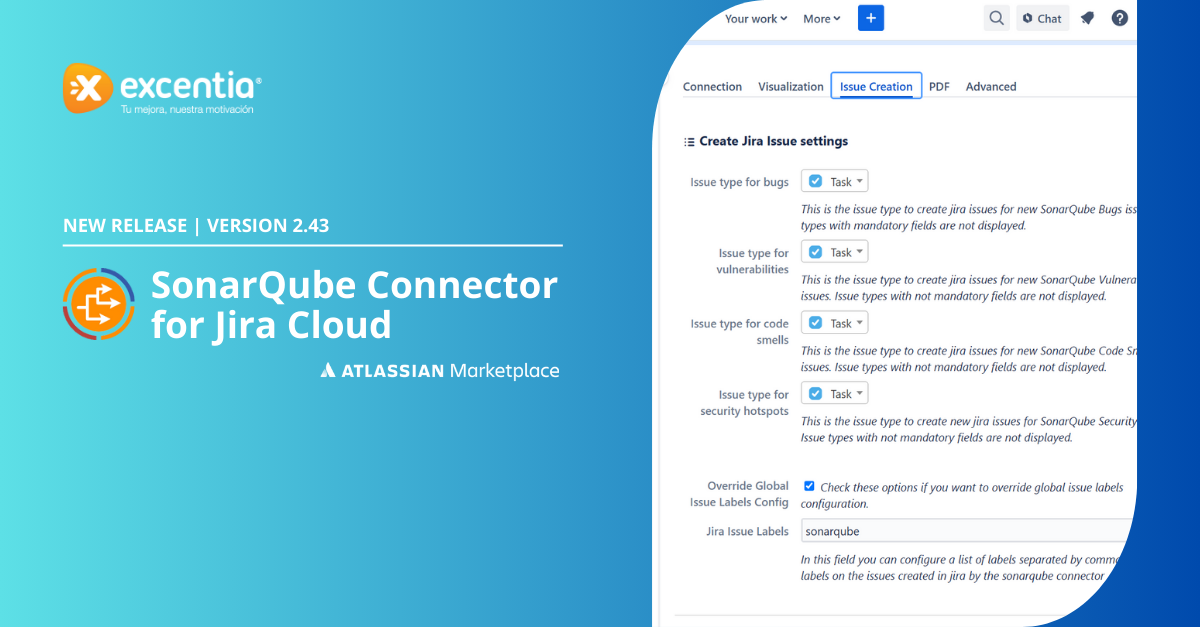 excentia®
Tu mejora, nuestra motivación
NEW RELEASE | VERSION 2.43
SonarQube Connector
for Jira Cloud
ATLASSIAN Marketplace
Your work More + Chat ?
Connection Visualization Issue Creation PDF Advanced
Create Jira Issue settings
Issue type for bugs Task
This is the issue type to create jira issues for new SonarQube Bugs iss
types with mandatory fields are not displayed.
Issue type for
vulnerabilities
Task
This is the issue type to create jira issues for new SonarQube Vulnera
issues. Issue types with not mandatory fields are not displayed.
Issue type for code
smells
Task
This is the issue type to create jira issues for new SonarQube Code Sm
issues. Issue types with not mandatory fields are not displayed.
Issue type for
security hotspots
Task
This is the issue type to create new jira issues for SonarQube Security
Issue types with not mandatory fields are not displayed.
Override Global
Issue Labels Config
Check these options if you want to override global issue labels
configuration.
Jira Issue Labels sonarqube
In this field you can configure a list of labels separated by comm
labels on the issues created in jira by the sonarqube connector